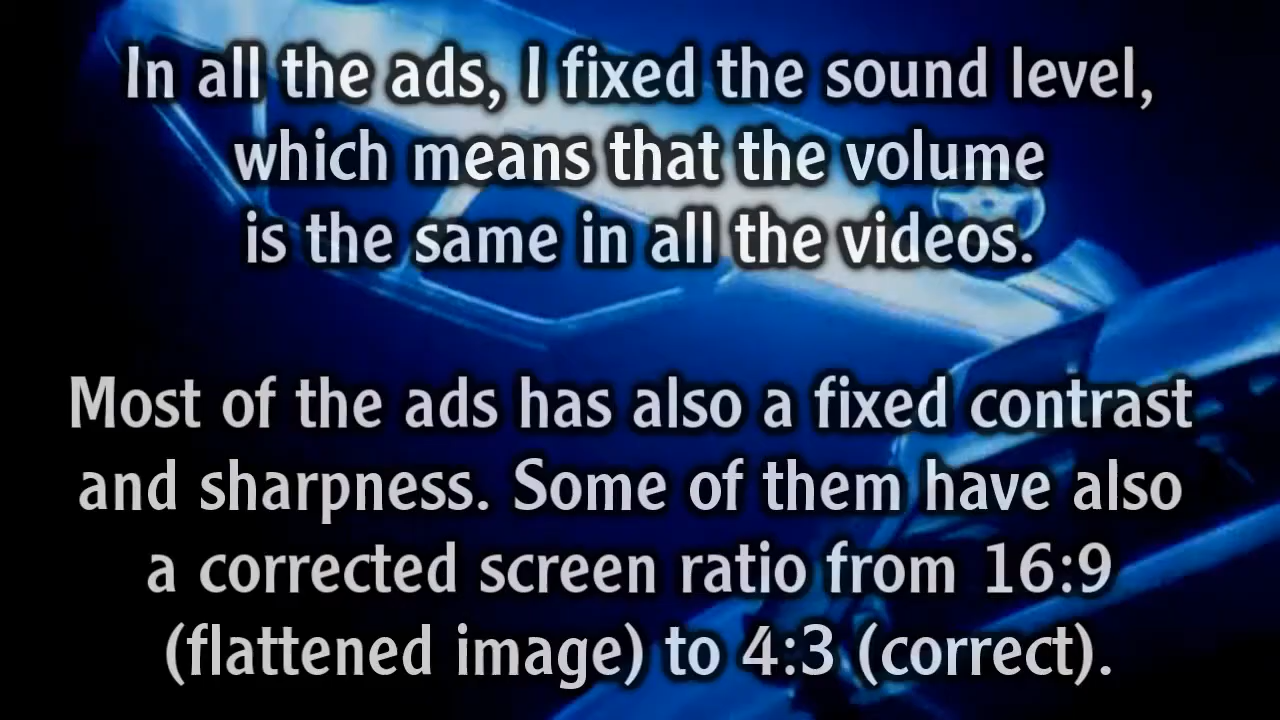 In all the ads, I fixed the sound level,
which means that the volume
is the same in all the videos.
Most of the ads has also a fixed contrast
and sharpness. Some of them have also
a corrected screen ratio from 16:9
(flattened image) to 4:3 (correct).